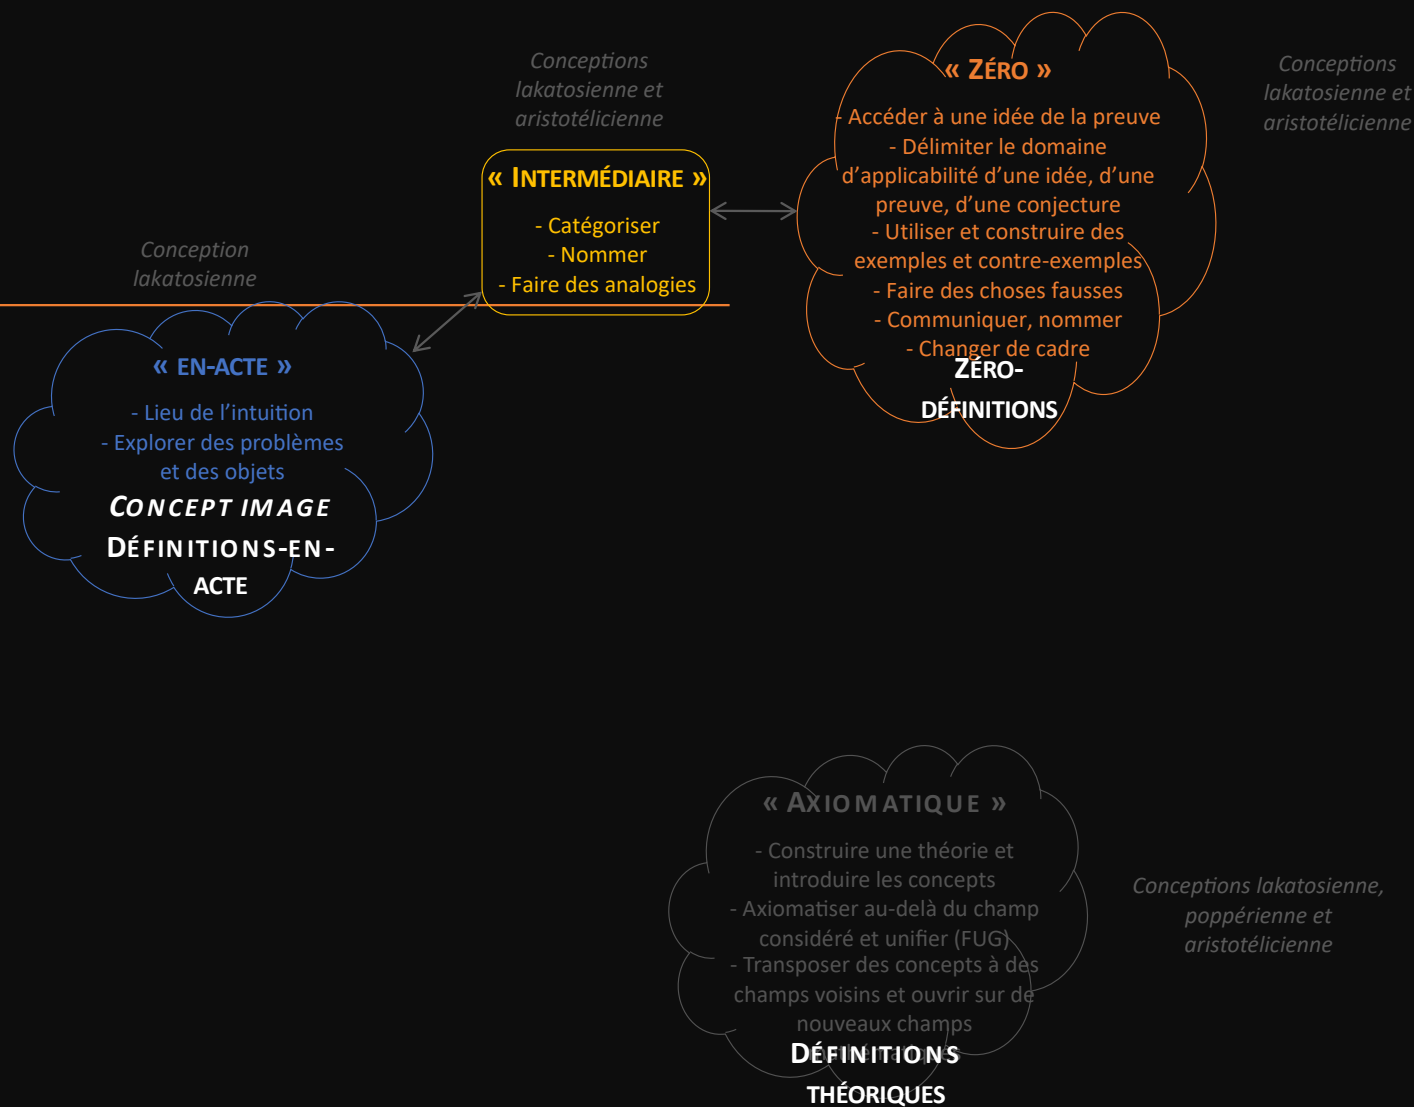 Conceptions
lakatosienne et
aristotélicienne
« ZÉRO »
- Accéder à une idée de la preuve
- Délimiter le domaine
d’applicabilité d’une idée, d’une
preuve, d’une conjecture
- Utiliser et construire des
exemples et contre-exemples
- Faire des choses fausses
- Communiquer, nommer
- Changer de cadre
ZÉRO-
DÉFINITIONS
Conceptions
lakatosienne et
aristotélicienne
« INTERMÉDIAIRE »
- Catégoriser
- Nommer
- Faire des analogies
Conception
lakatosienne
« EN-ACTE »
- Lieu de l’intuition
- Explorer des problèmes
et des objets
CONCEPT IMAGE
DÉFINITIONS-EN-
ACTE
« AXIOMATIQUE »
- Construire une théorie et
introduire les concepts
- Axiomatiser au-delà du champ
considéré et unifier (FUG)
- Transposer des concepts à des
champs voisins et ouvrir sur de
nouveaux champs
mathématiques
DÉFINITIONS
THÉORIQUES
Conceptions lakatosienne,
poppérienne et
aristotélicienne